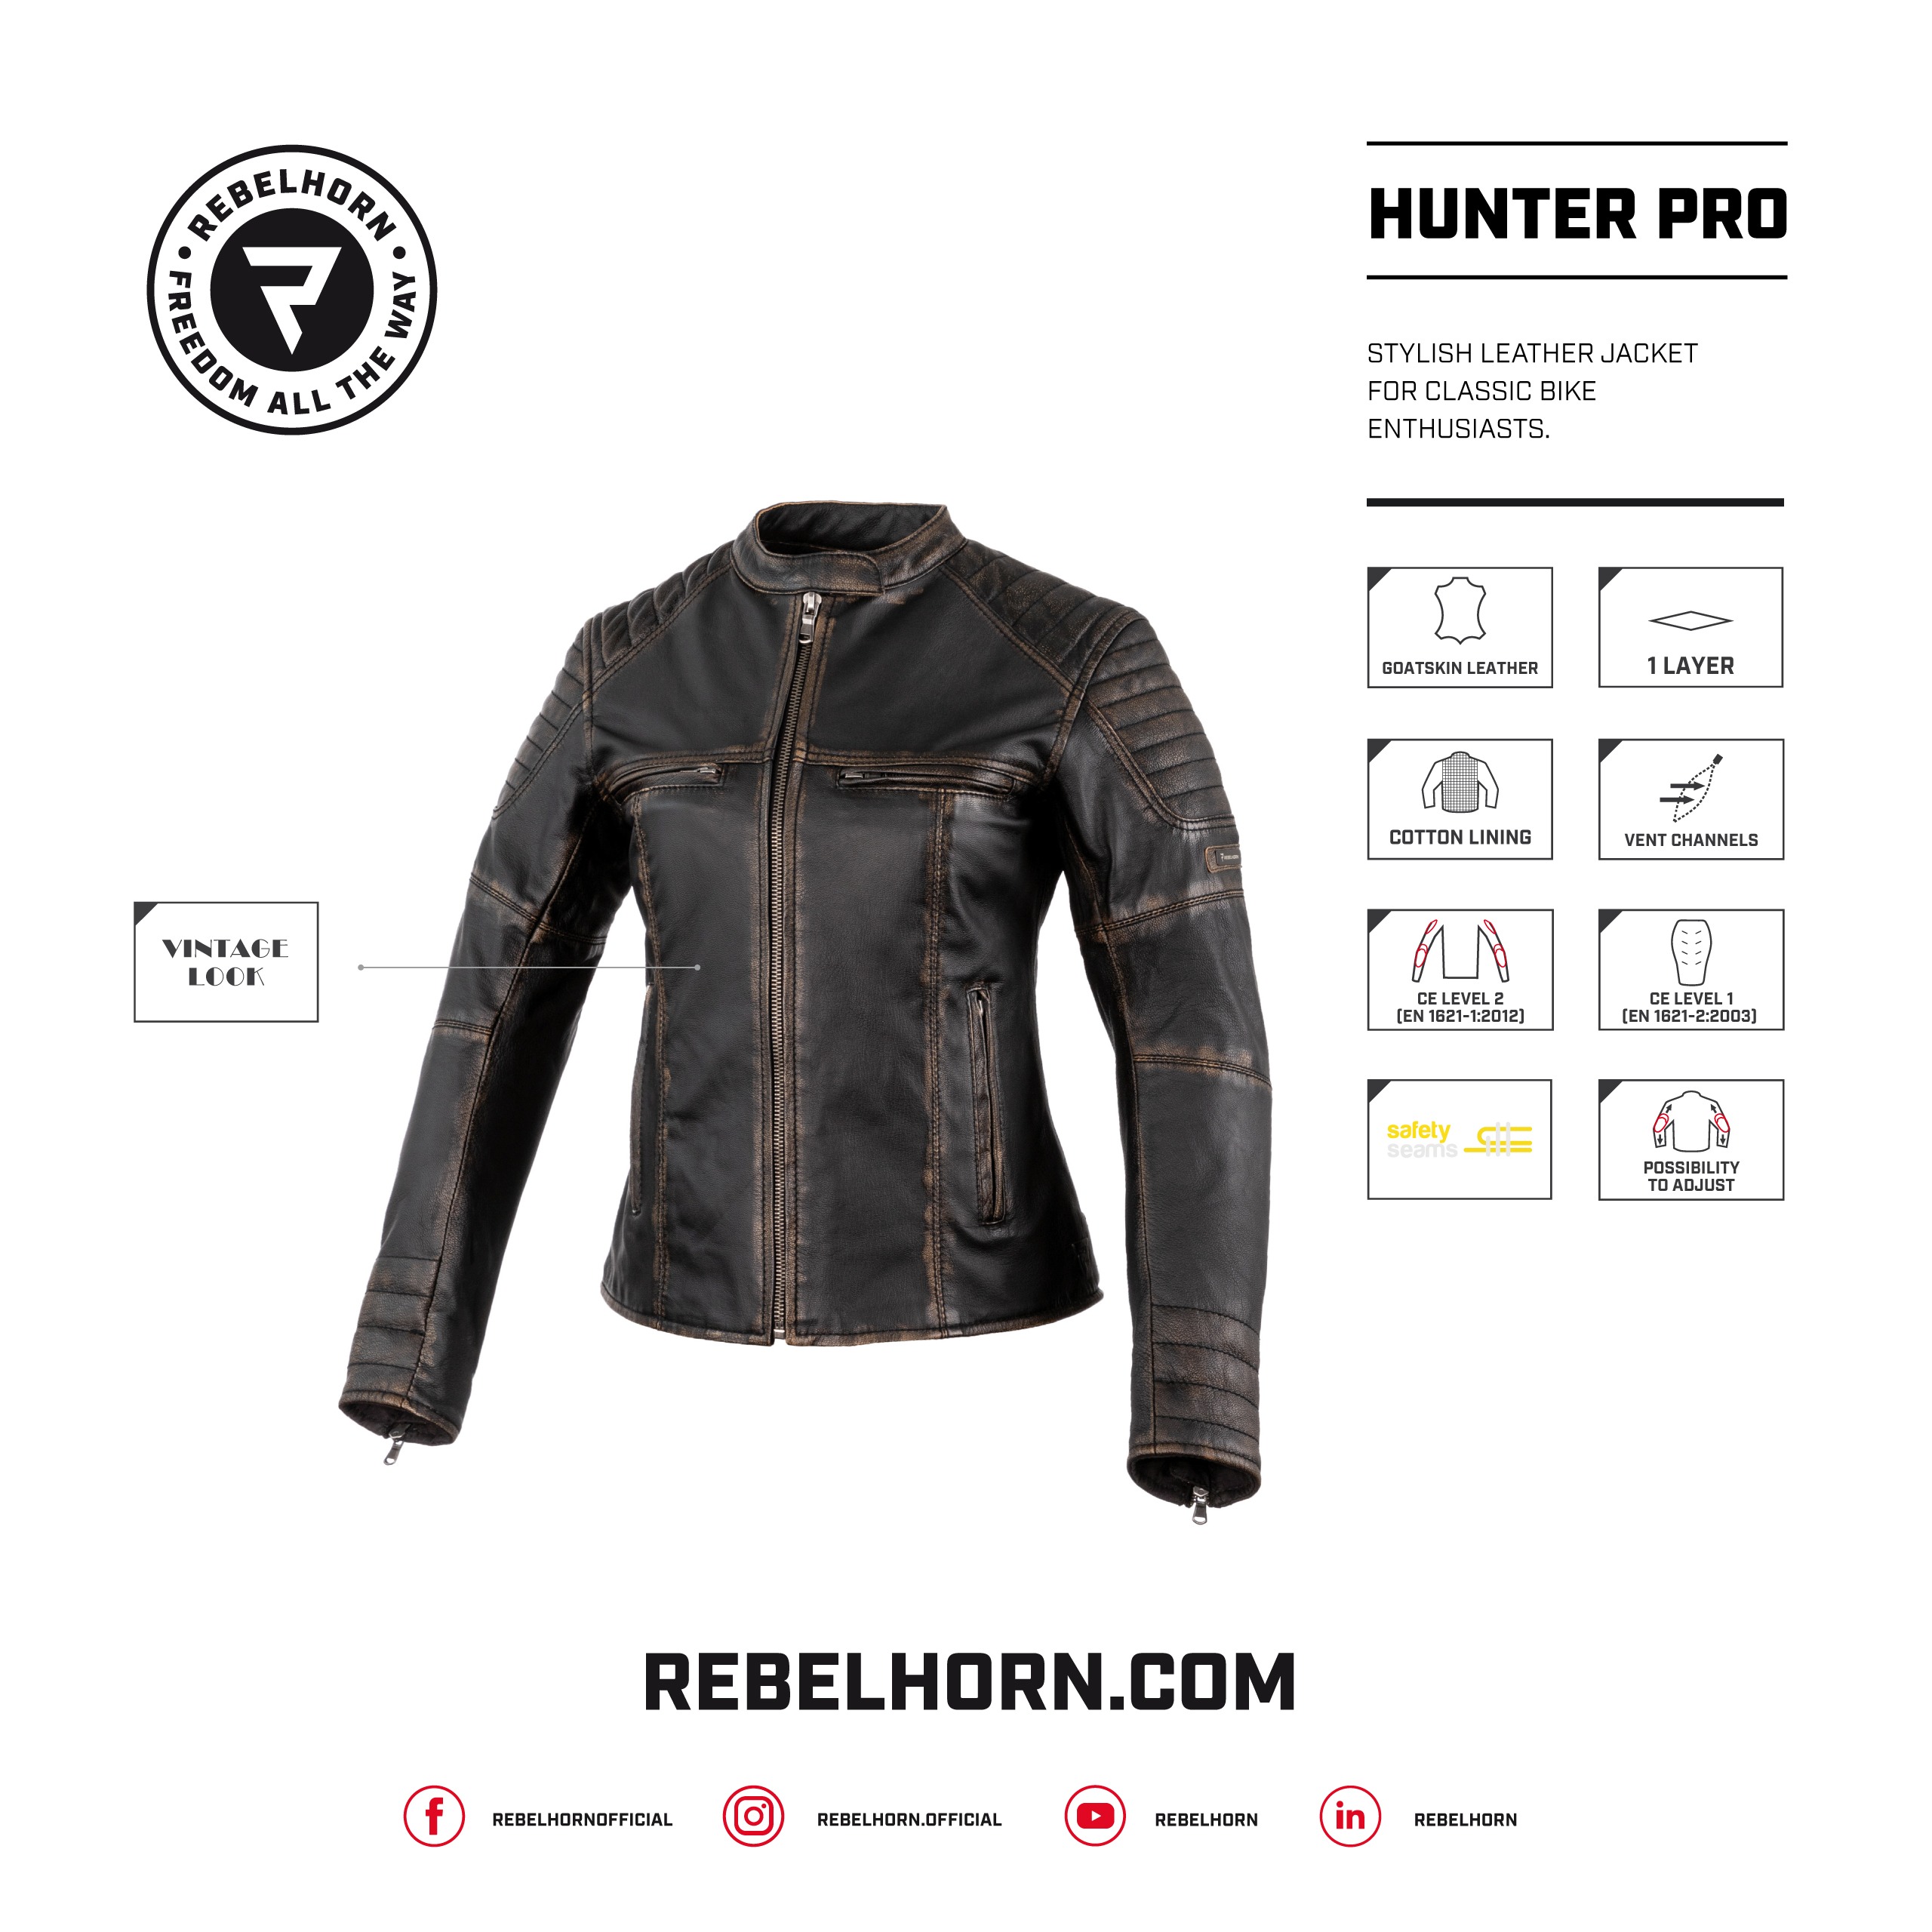 REBELHORN
FREEDOM ALL THE WAY
HUNTER PRO
STYLISH LEATHER JACKET
FOR CLASSIC BIKE
ENTHUSIASTS.
GOATSKIN LEATHER
1 LAYER
COTTON LINING
VENT CHANNELS
REBELHORN
VINTAGE
LOOK
CE LEVEL 2
(EN 1621-1:2012)
CE LEVEL 1
(EN 1621-2:2003)
safety
seams
POSSIBILITY
TO ADJUST
REBELHORN.COM
REBELHORNOFFICIAL
REBELHORN.OFFICIAL
REBELHORN
REBELHORN